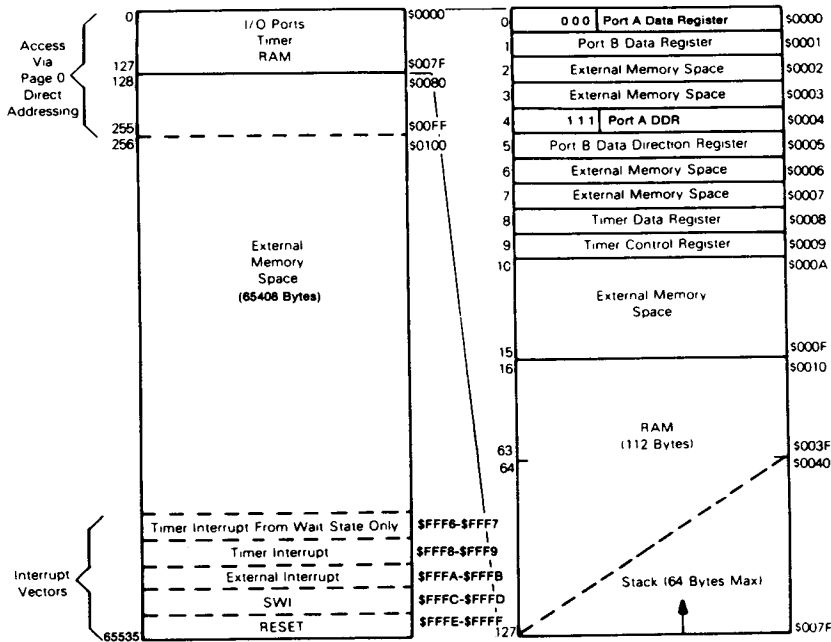 Access
Via
Page 0
Direct
Addressing
0
127
128
255
256
I/O Ports
Timer
RAM
$0000
$007F
$0080
$00FF
$0100
External
Memory
Space
(65408 Bytes)
Interrupt
Vectors
65535
Timer Interrupt From Wait State Only $FFF6-$FFF7
Timer Interrupt $FFF8-$FFF9
External Interrupt $FFFA-$FFFB
SWI $FFFC-$FFFD
RESET $FFFE-$FFFF
0 0 0 0 Port A Data Register $0000
1 Port B Data Register $0001
2 External Memory Space $0002
3 External Memory Space $0003
4 1 1 1 Port A DDR $0004
5 Port B Data Direction Register $0005
6 External Memory Space $0006
7 External Memory Space $0007
8 Timer Data Register $0008
9 Timer Control Register $0009
10 $000A
External Memory
Space
15 $000F
16 $0010
RAM
(112 Bytes)
63 $003F
64 $0040
Stack (64 Bytes Max)
127 $007F